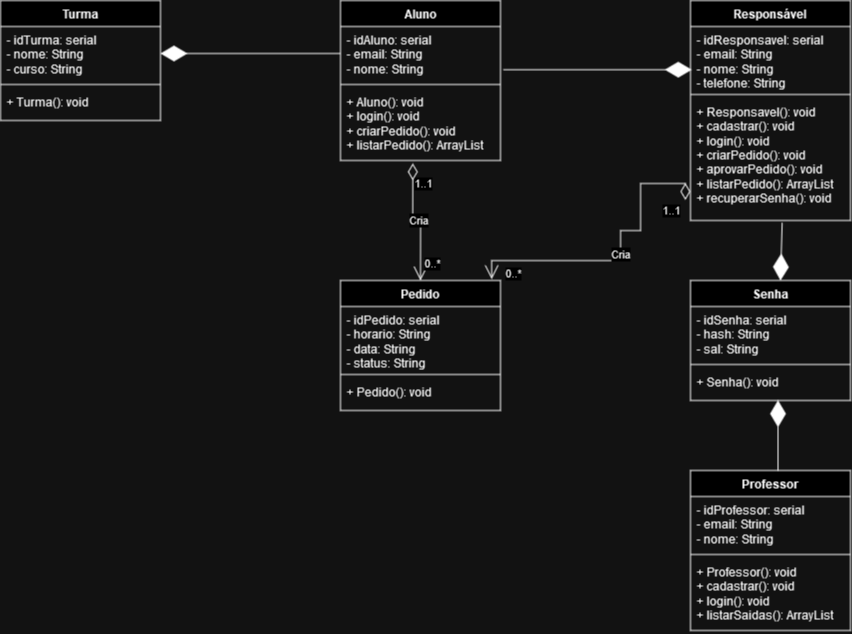 Turma
- idTurma: serial
- nome: String
- curso: String
+ Turma(): void
Aluno
- idAluno: serial
- email: String
- nome: String
+ Aluno(): void
+ login(): void
+ criarPedido(): void
+ listarPedido(): ArrayList
Responsável
- idResponsavel: serial
- email: String
- nome: String
- telefone: String
+ Responsavel(): void
+ cadastrar(): void
+ login(): void
+ criarPedido(): void
+ aprovarPedido(): void
+ listarPedido(): ArrayList
+ recuperarSenha(): void
1..1
Cria
0..*
1..1
Cria
0..*
Pedido
- idPedido: serial
- horario: String
- data: String
- status: String
+ Pedido(): void
Senha
- idSenha: serial
- hash: String
- sal: String
+ Senha(): void
Professor
- idProfessor: serial
- email: String
- nome: String
+ Professor(): void
+ cadastrar(): void
+ login(): void
+ listarSaidas(): ArrayList